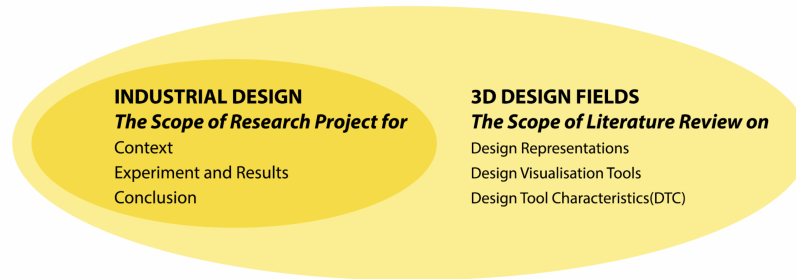 INDUSTRIAL DESIGN
The Scope of Research Project for
Context
Experiment and Results
Conclusion
3D DESIGN FIELDS
The Scope of Literature Review on
Design Representations
Design Visualisation Tools
Design Tool Characteristics(DTC)